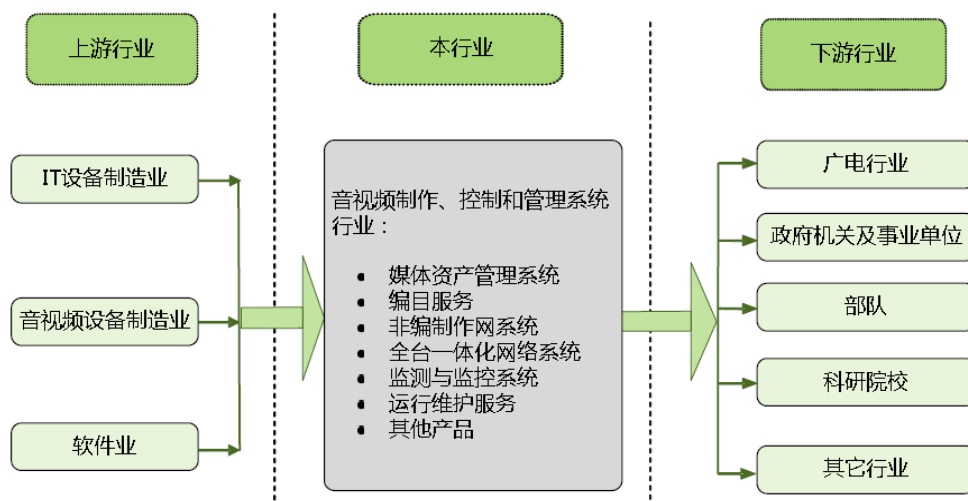 上游行业
本行业
下游行业
IT设备制造业
音视频设备制造业
软件业
音视频制作、控制和管理系统
行业：
• 媒体资产管理系统
• 编目服务
• 非编制作网系统
• 全台一体化网络系统
• 监测与监控系统
• 运行维护服务
• 其他产品
广电行业
政府机关及事业单位
部队
科研院校
其它行业